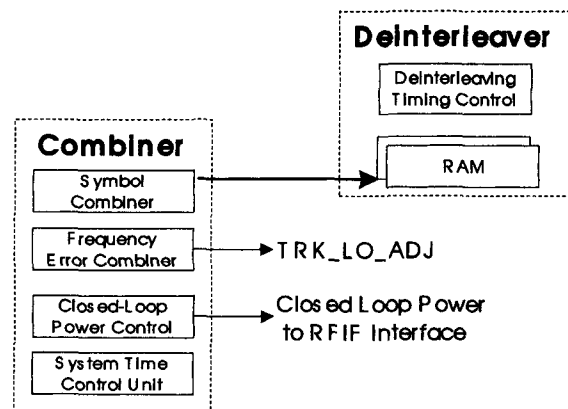 Deinterleaver
Deinterleaving
Timing Control
RAM
Combiner
Symbol
Combiner
Frequency
Error Combiner
TRK_LO_ADJ
Closed-Loop
Power Control
Closed Loop Power
to RFIF Interface
System Time
Control Unit